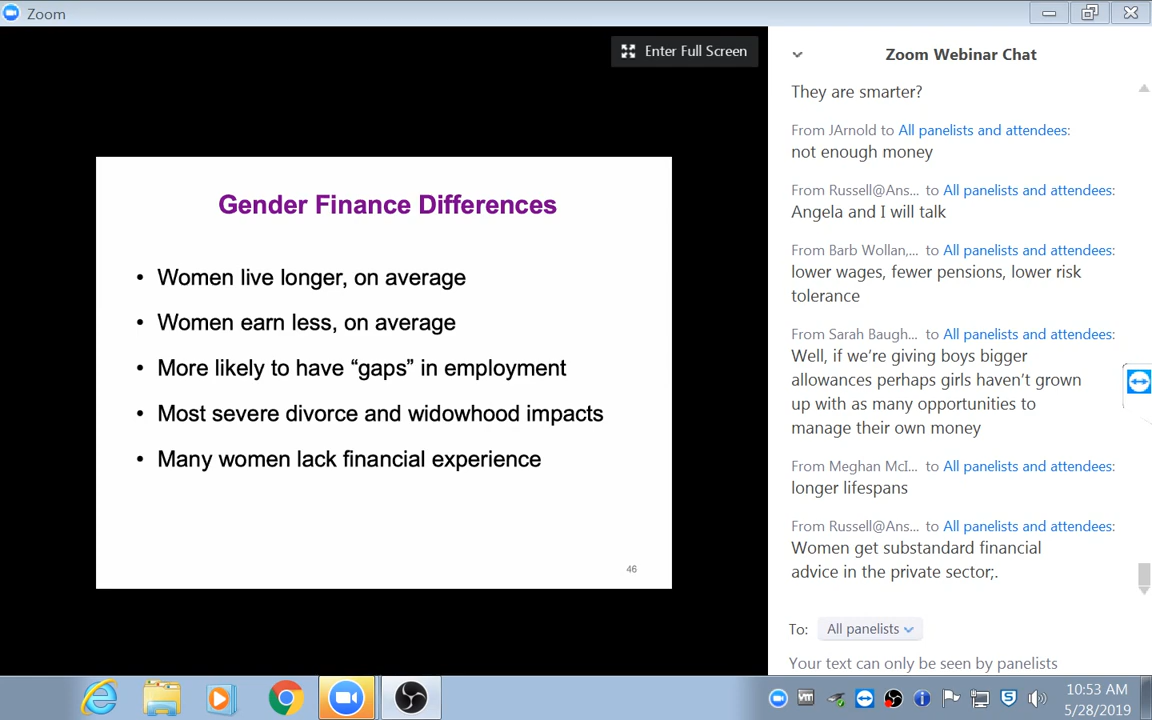 Zoom
Enter Full Screen
Gender Finance Differences
• Women live longer, on average
• Women earn less, on average
• More likely to have “gaps” in employment
• Most severe divorce and widowhood impacts
• Many women lack financial experience
46
Zoom Webinar Chat
They are smarter?
From JArnold to All panelists and attendees:
not enough money
From Russell@Ans... to All panelists and attendees:
Angela and I will talk
From Barb Wollan,... to All panelists and attendees:
lower wages, fewer pensions, lower risk
tolerance
From Sarah Baugh... to All panelists and attendees:
Well, if we’re giving boys bigger
allowances perhaps girls haven’t grown
up with as many opportunities to
manage their own money
From Meghan McI... to All panelists and attendees:
longer lifespans
From Russell@Ans... to All panelists and attendees:
Women get substandard financial
advice in the private sector;.
To: All panelists
Your text can only be seen by panelists
10:53 AM
5/28/2019